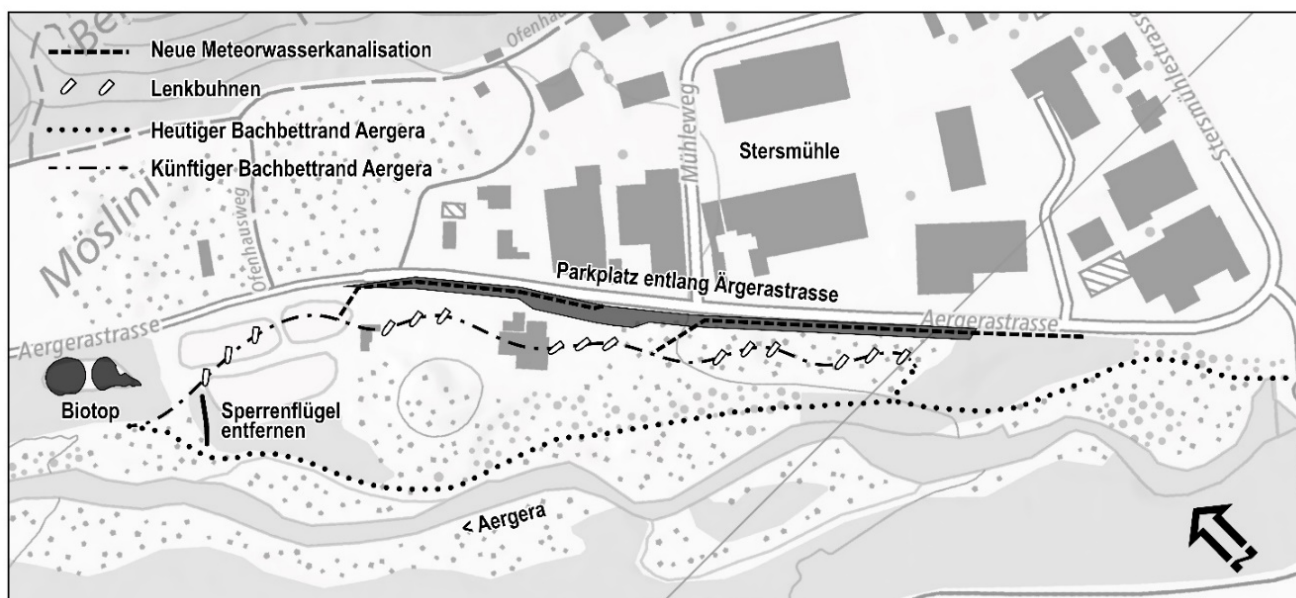 Neue Meteorwasserkanalisation
Lenkbuhnen
Heutiger Bachbettrand Aergera
Künftiger Bachbettrand Aergera
Ofenhaus
Stersmühlestrasse
Stersmühle
Mühleweg
Möslini
Ofenhausweg
Parkplatz entlang Ärgerastrasse
Aergerastrasse
Aergerastrasse
Biotop
Sperrenflügel
entfernen
< Aergera